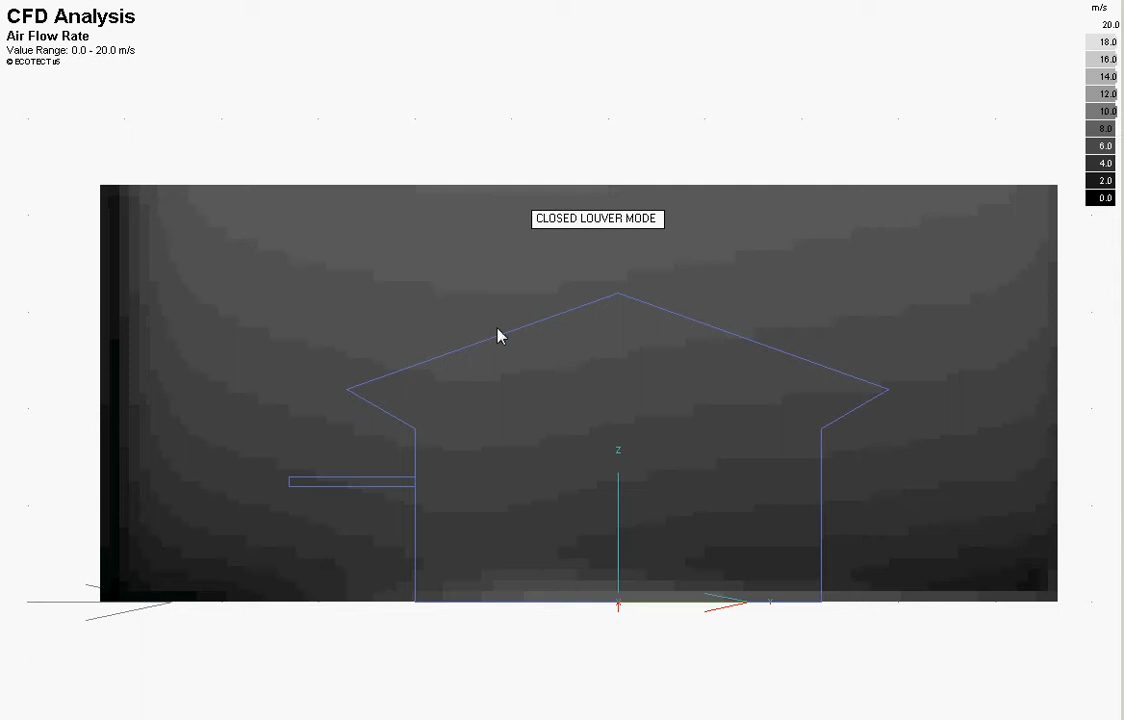 CFD Analysis
Air Flow Rate
Value Range: 0.0 - 20.0 m/s
© ECOTECT v5
m/s
20.0
18.0
16.0
14.0
12.0
10.0
8.0
6.0
4.0
2.0
0.0
CLOSED LOUVER MODE
Z
X
Y